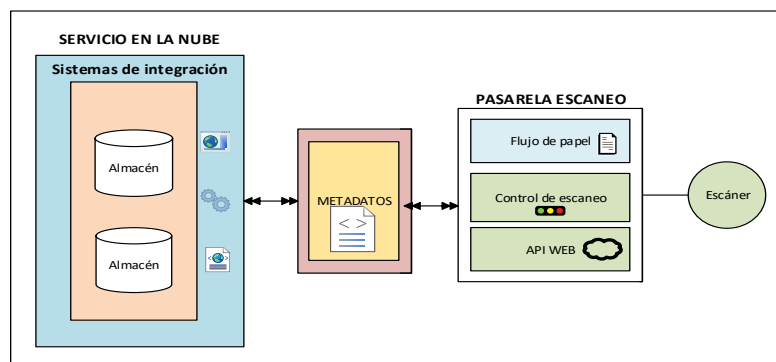 SERVICIO EN LA NUBE
Sistemas de integración
Almacén
Almacén
METADATOS
PASARELA ESCANEO
Flujo de papel
Control de escaneo
API WEB
Escáner